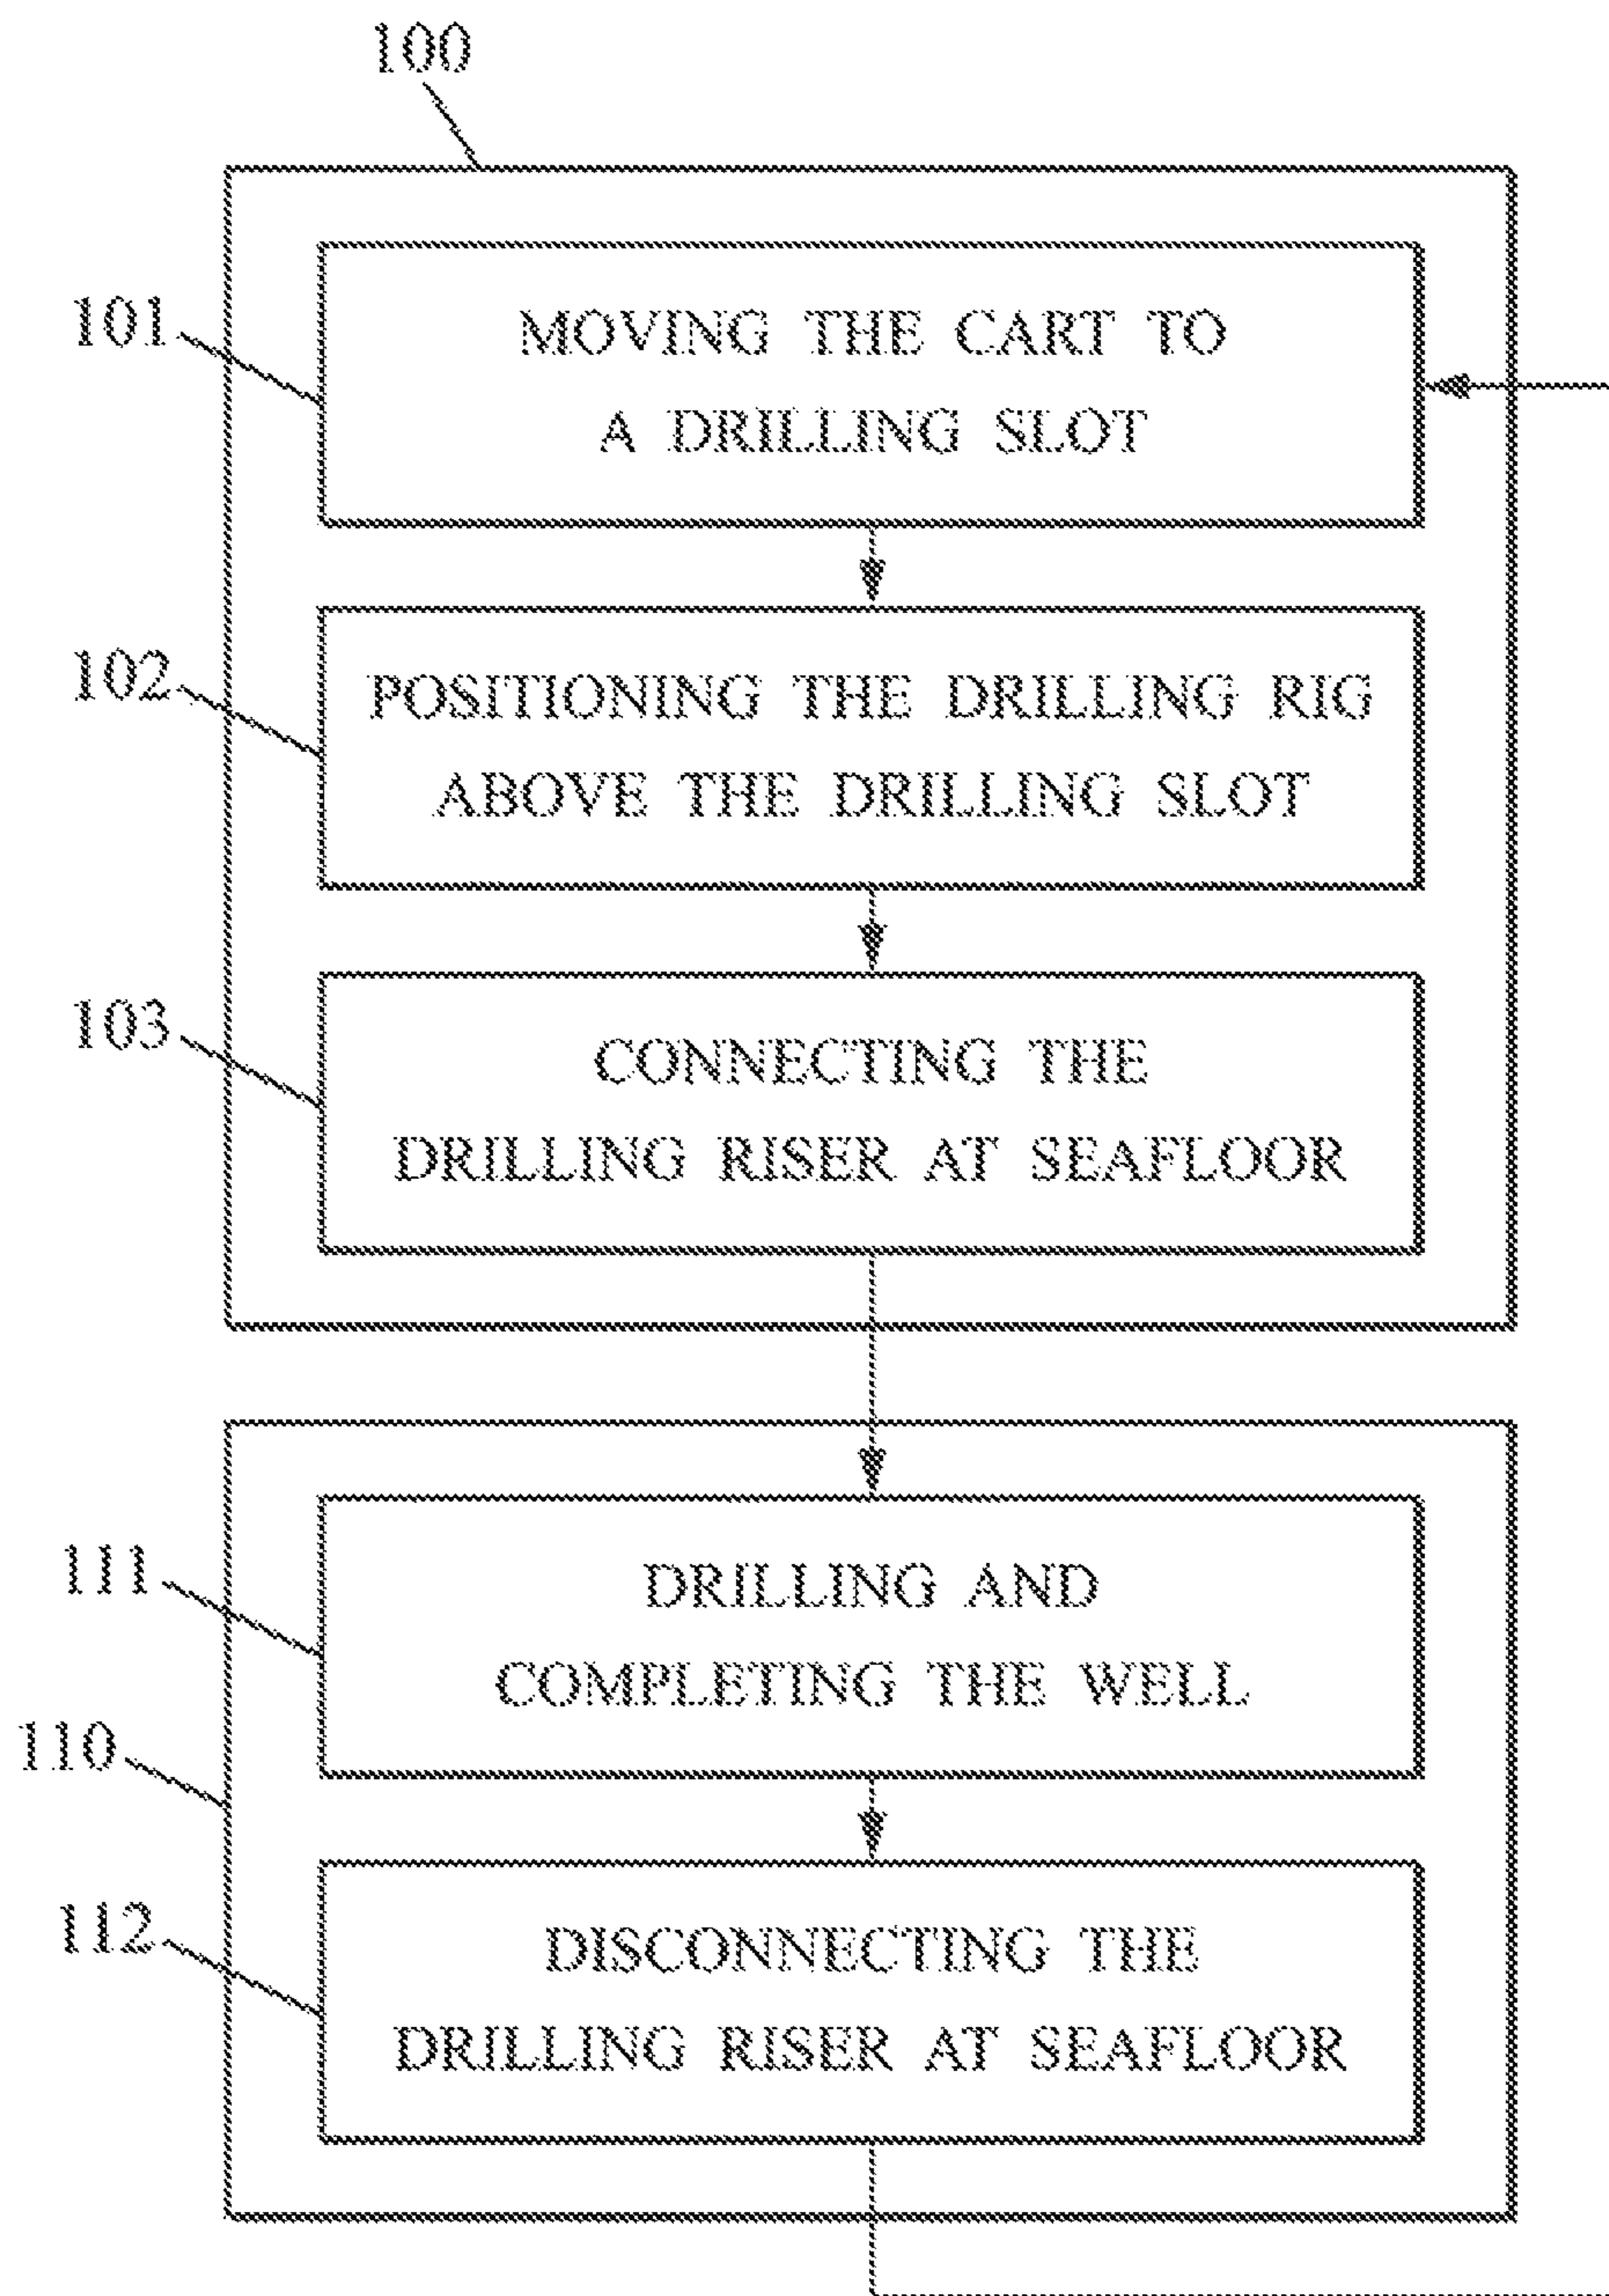 100
101
MOVING THE CART TO
A DRILLING SLOT
102
POSITIONING THE DRILLING RIG
ABOVE THE DRILLING SLOT
103
CONNECTING THE
DRILLING RISER AT SEAFLOOR
111
DRILLING AND
COMPLETING THE WELL
110
112
DISCONNECTING THE
DRILLING RISER AT SEAFLOOR